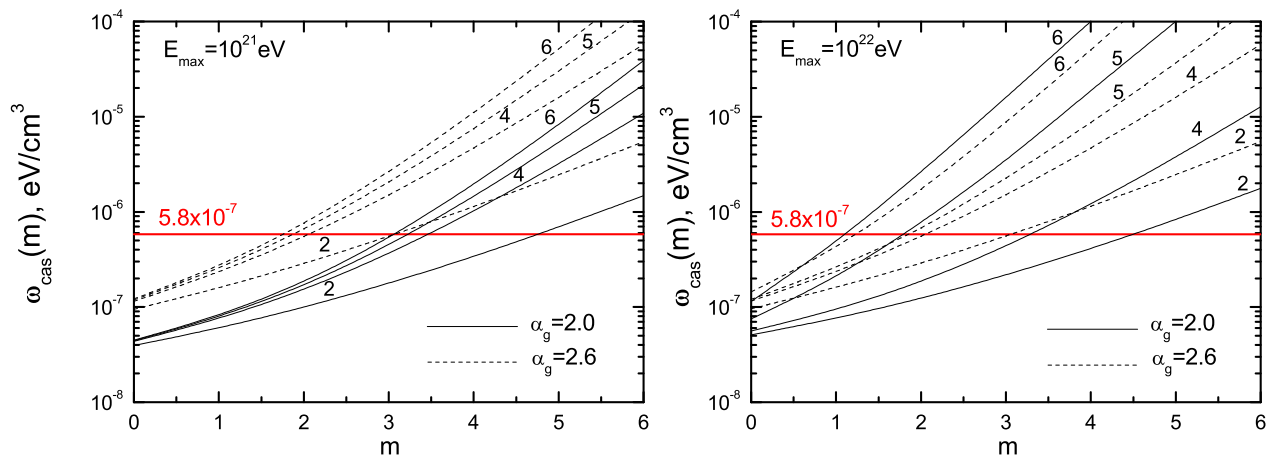 E_max=10^21 eV
10^-4
10^-5
10^-6
10^-7
10^-8
ω_cas(m), eV/cm^3
5.8x10^-7
6
5
4
5
6
2
4
2
α_g=2.0
α_g=2.6
0 1 2 3 4 5 6
m
E_max=10^22 eV
10^-4
10^-5
10^-6
10^-7
10^-8
ω_cas(m), eV/cm^3
5.8x10^-7
6
6
5
4
5
4
2
2
α_g=2.0
α_g=2.6
0 1 2 3 4 5 6
m